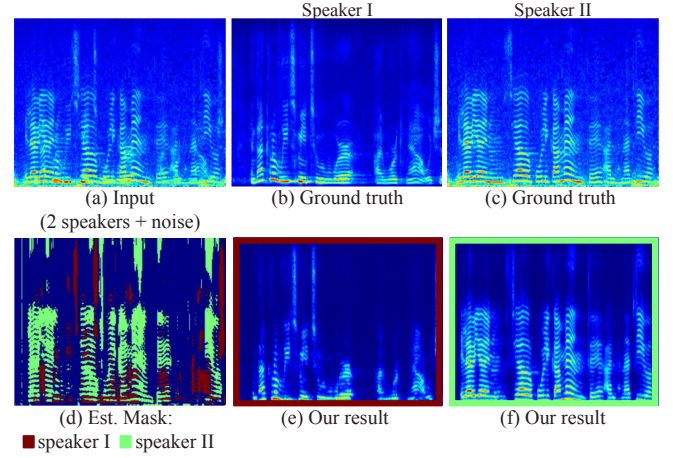 Speaker I
Speaker II
(a) Input
(2 speakers + noise)
(b) Ground truth
(c) Ground truth
(d) Est. Mask:
speaker I
speaker II
(e) Our result
(f) Our result